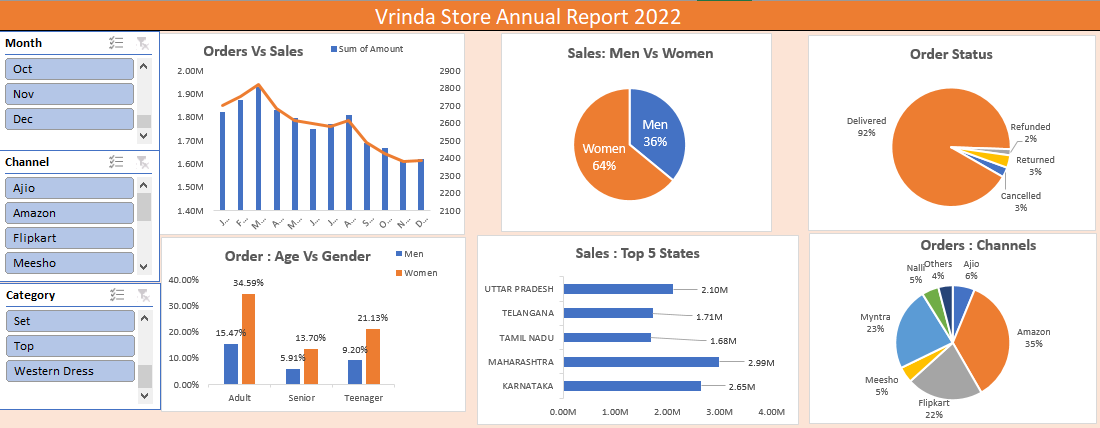 Vrinda Store Annual Report 2022
Month
Oct
Nov
Dec
Channel
Ajio
Amazon
Flipkart
Meesho
Category
Set
Top
Western Dress
Orders Vs Sales
Sum of Amount
2.00M
1.90M
1.80M
1.70M
1.60M
1.50M
1.40M
2900
2800
2700
2600
2500
2400
2300
2200
2100
J... F... M... A... M... J... J... A... S... O... N... D...
Sales: Men Vs Women
Men
36%
Women
64%
Order Status
Delivered
92%
Refunded
2%
Returned
3%
Cancelled
3%
Order : Age Vs Gender
Men
Women
40.00%
30.00%
20.00%
10.00%
0.00%
15.47%
34.59%
5.91%
13.70%
9.20%
21.13%
Adult Senior Teenager
Sales : Top 5 States
UTTAR PRADESH 2.10M
TELANGANA 1.71M
TAMIL NADU 1.68M
MAHARASHTRA 2.99M
KARNATAKA 2.65M
0.00M 1.00M 2.00M 3.00M 4.00M
Orders : Channels
Ajio
6%
Amazon
35%
Flipkart
22%
Meesho
5%
Myntra
23%
Nalli
5%
Others
4%